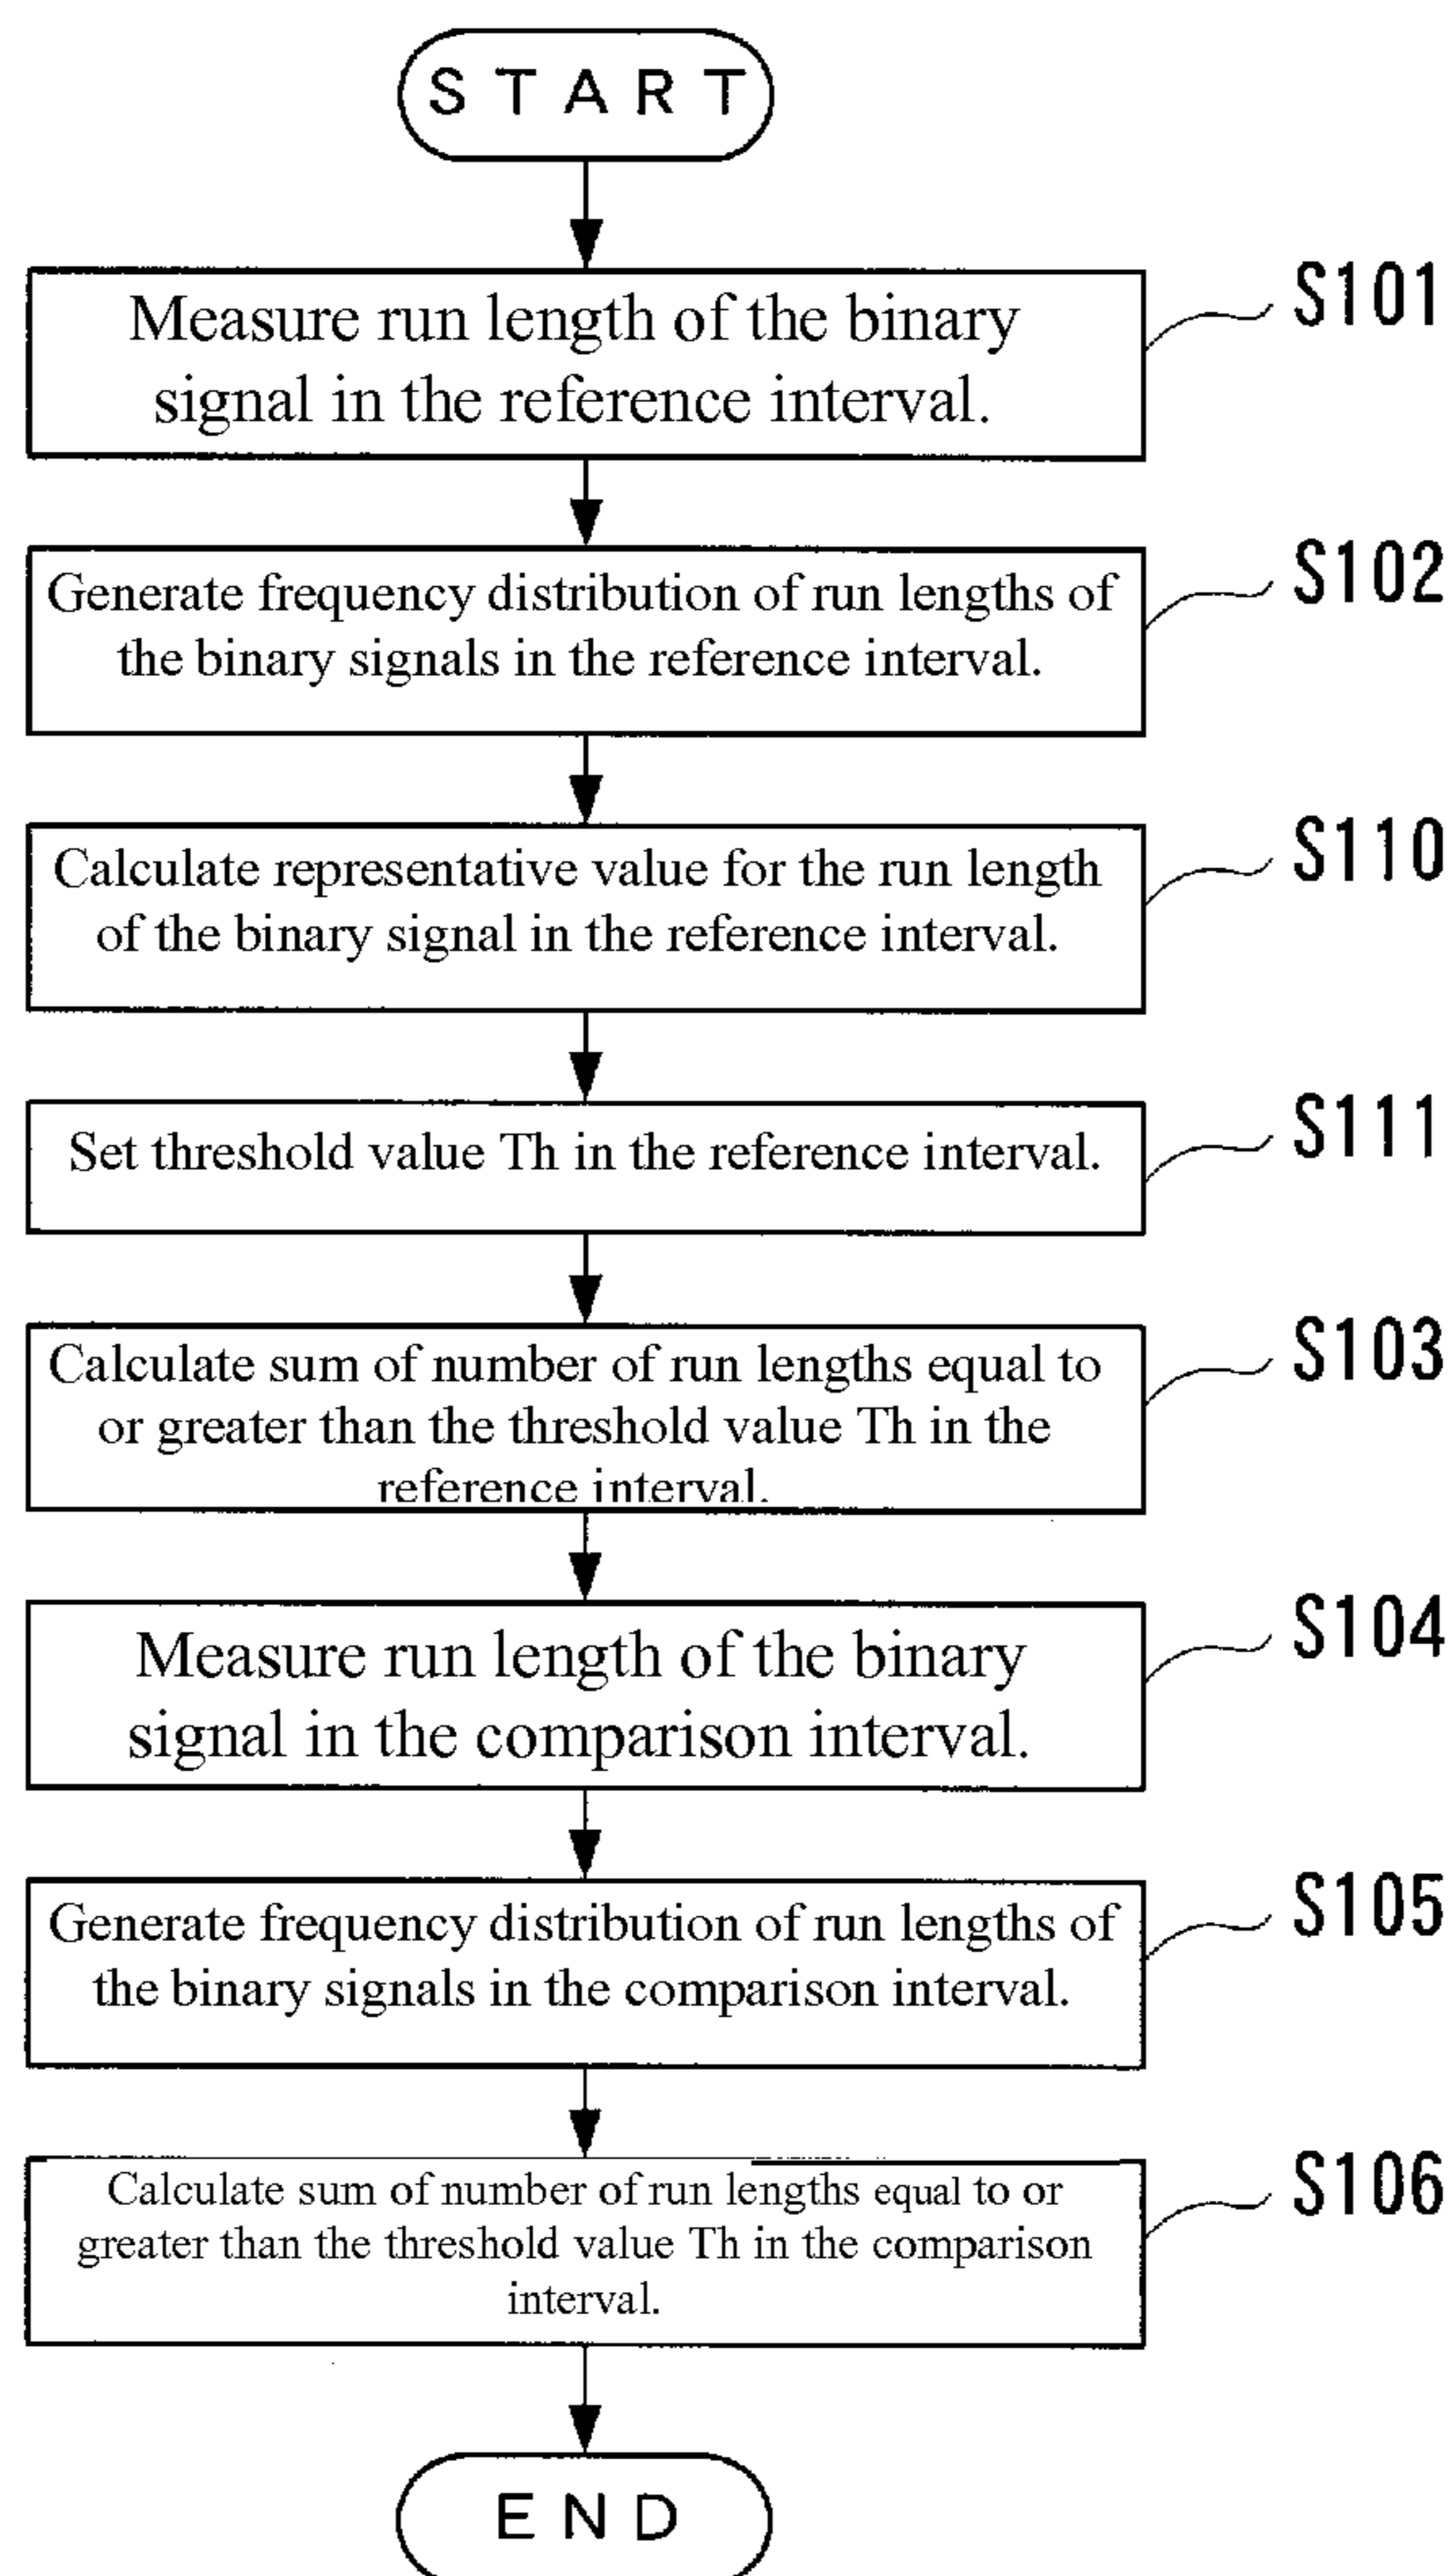 START
Measure run length of the binary
signal in the reference interval.
S101
Generate frequency distribution of run lengths of
the binary signals in the reference interval.
S102
Calculate representative value for the run length
of the binary signal in the reference interval.
S110
Set threshold value Th in the reference interval.
S111
Calculate sum of number of run lengths equal to
or greater than the threshold value Th in the
reference interval.
S103
Measure run length of the binary
signal in the comparison interval.
S104
Generate frequency distribution of run lengths of
the binary signals in the comparison interval.
S105
Calculate sum of number of run lengths equal to or
greater than the threshold value Th in the comparison
interval.
S106
END